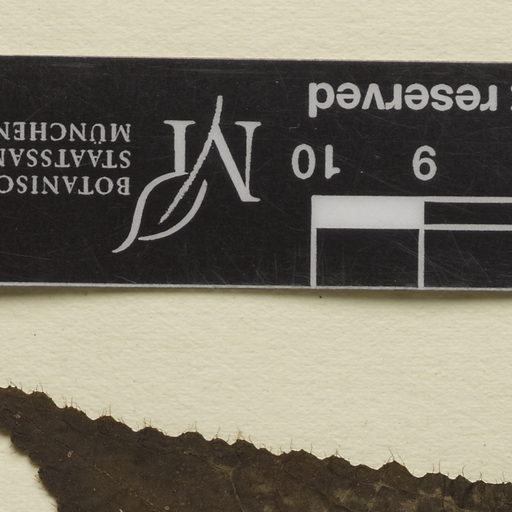 9 10
M
BOTANISC
STAATSSA
MÜNCHEN
reserved